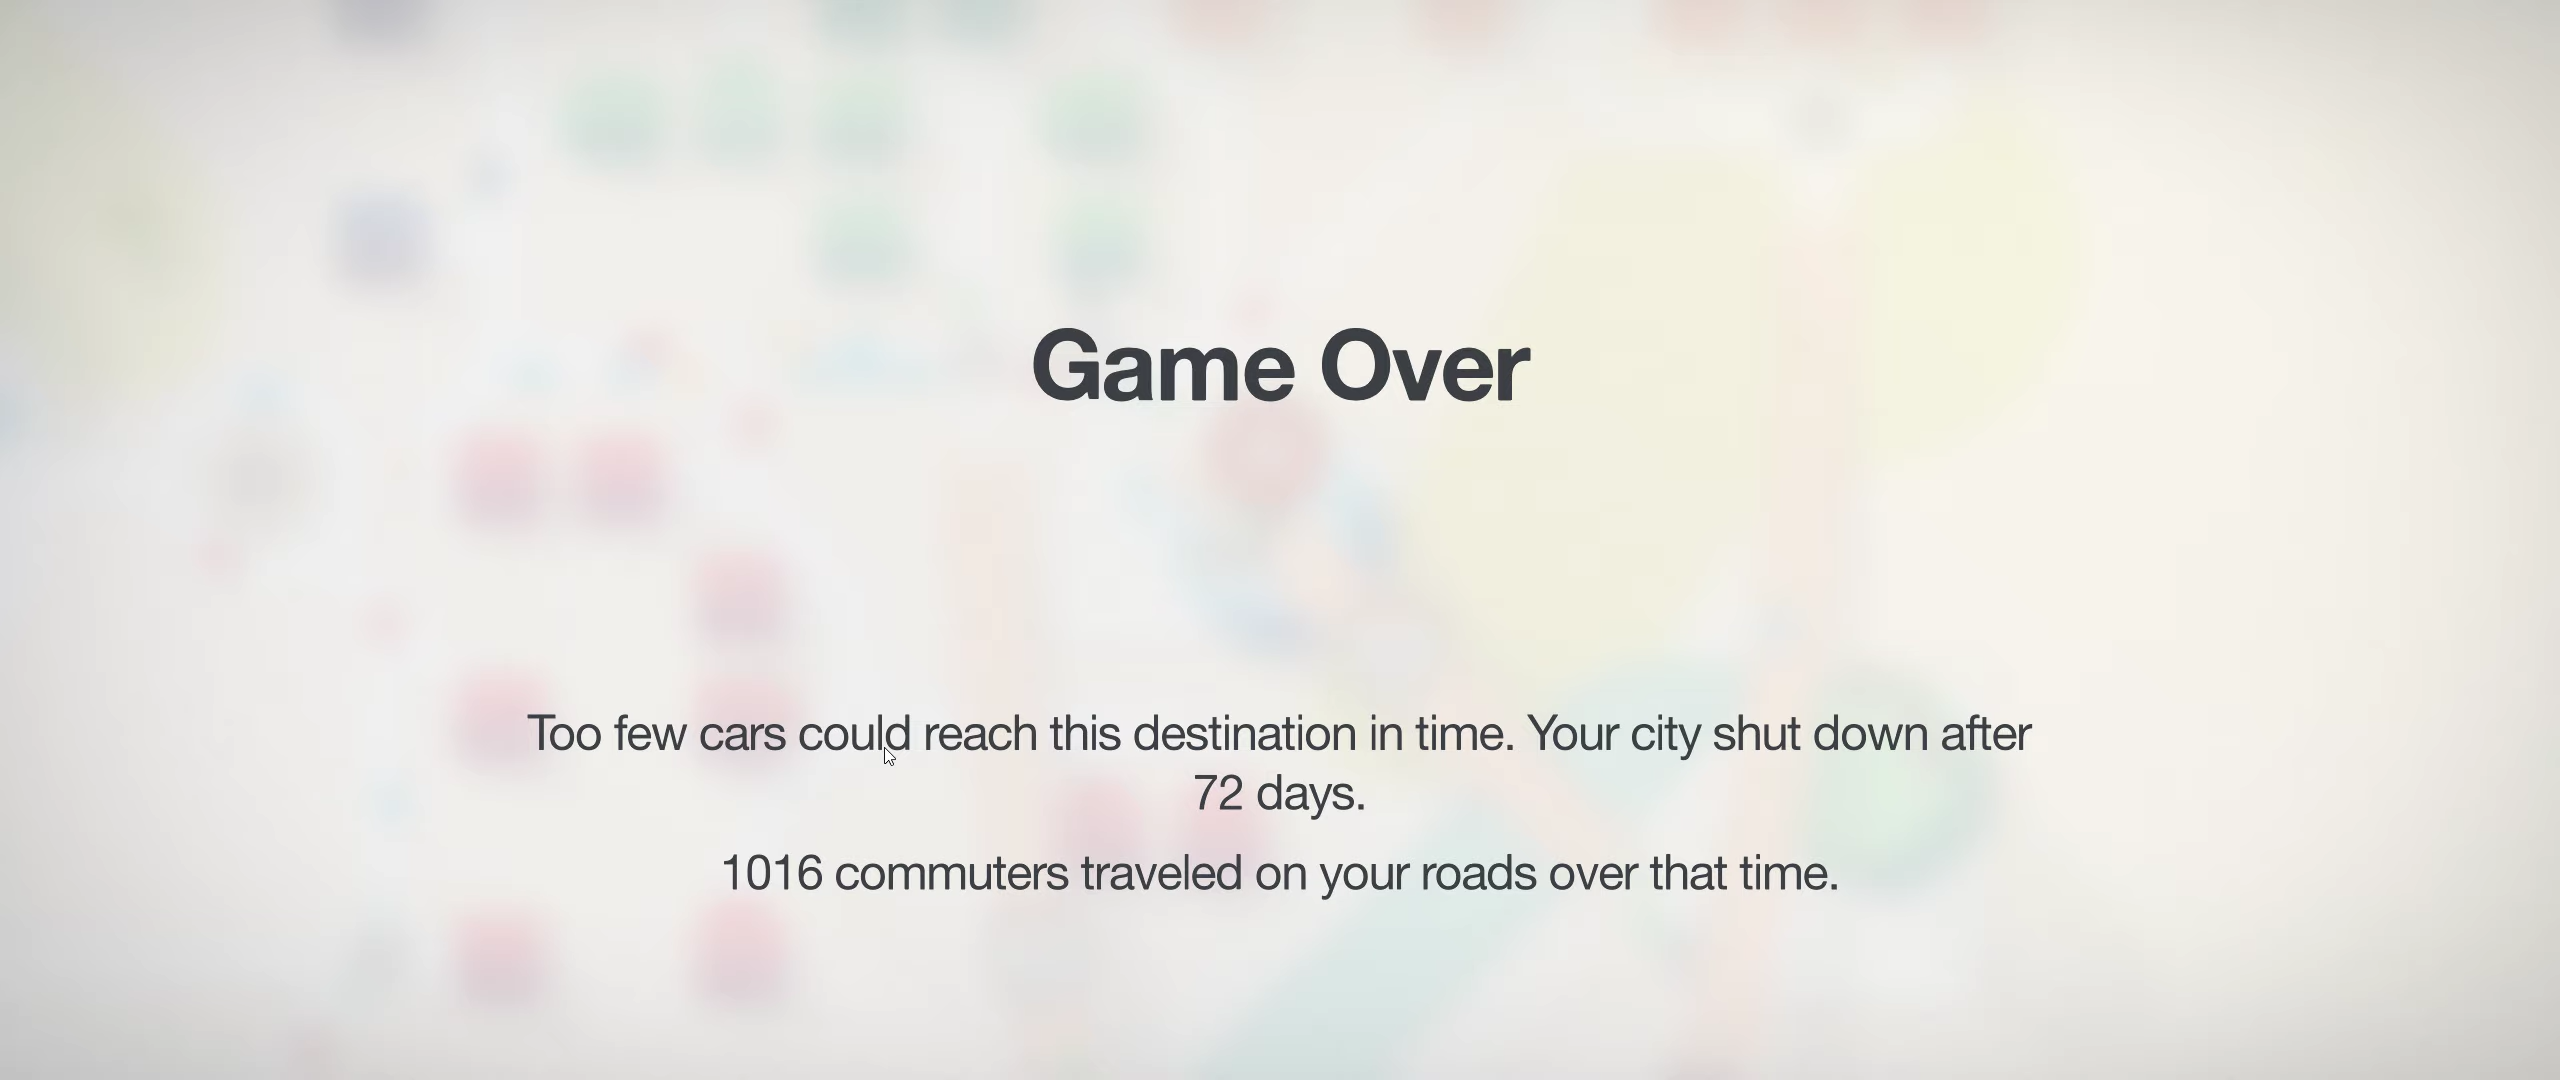 Game Over
Too few cars could reach this destination in time. Your city shut down after
72 days.
1016 commuters traveled on your roads over that time.